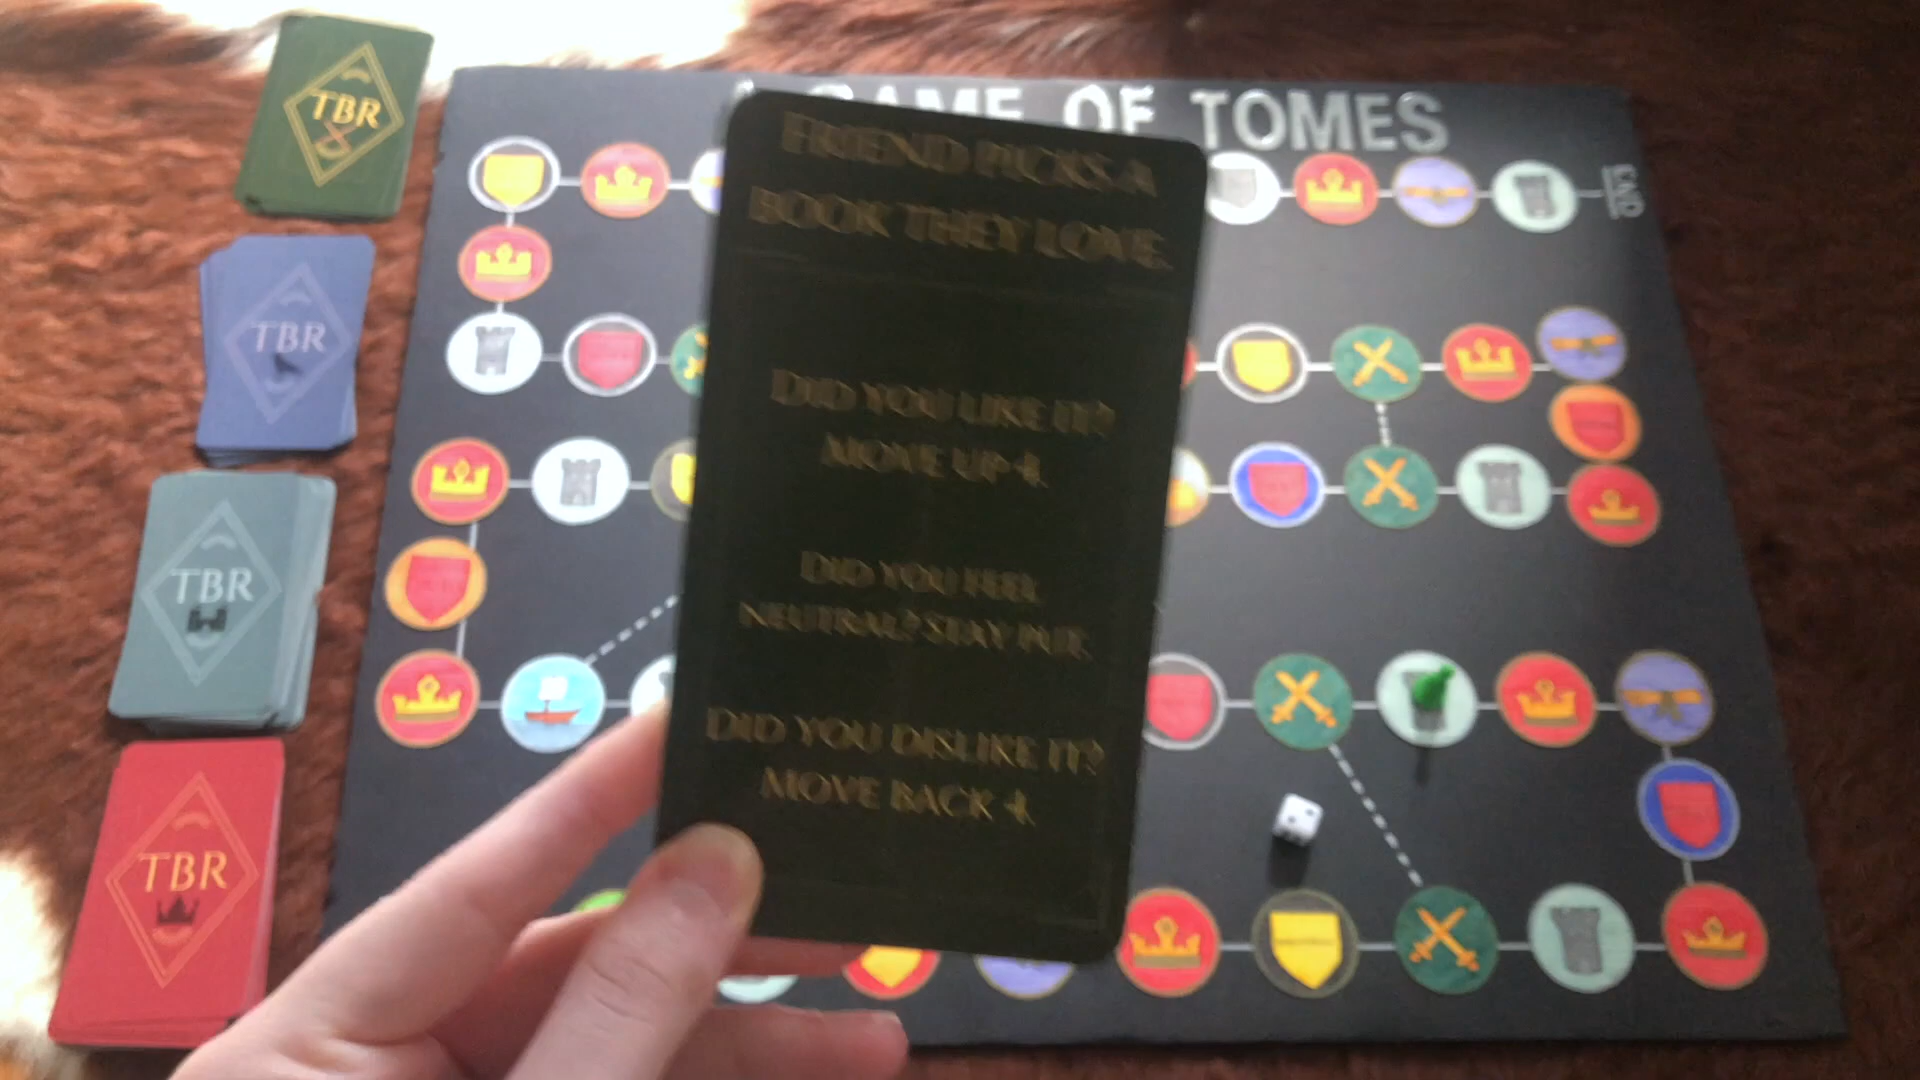 GAME OF TOMES
END
TBR
TBR
TBR
TBR
FRIEND PICKS A
BOOK THEY LOVE.
DID YOU LIKE IT?
MOVE UP 4.
DID YOU FEEL
NEUTRAL? STAY PUT.
DID YOU DISLIKE IT?
MOVE BACK 4.